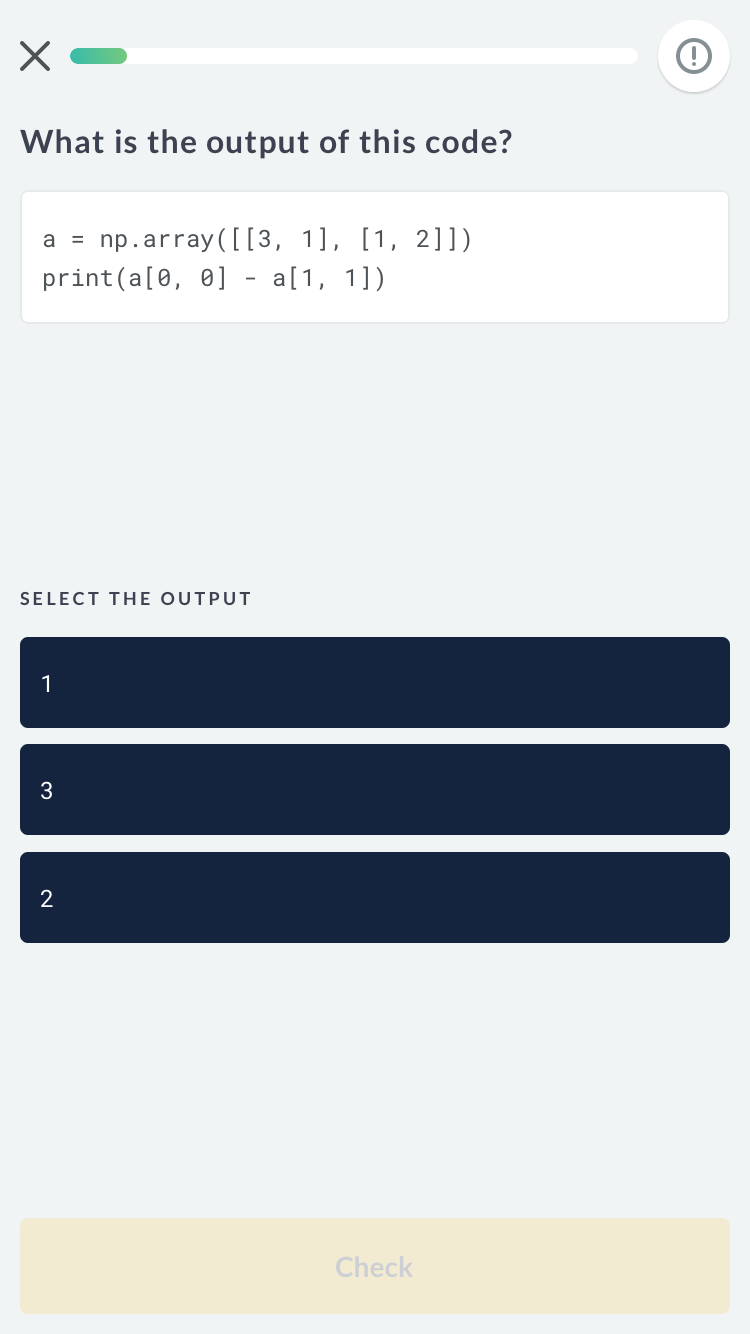 What is the output of this code?
a = np.array([[3, 1], [1, 2]])
print(a[0, 0] - a[1, 1])
SELECT THE OUTPUT
1
3
2
Check